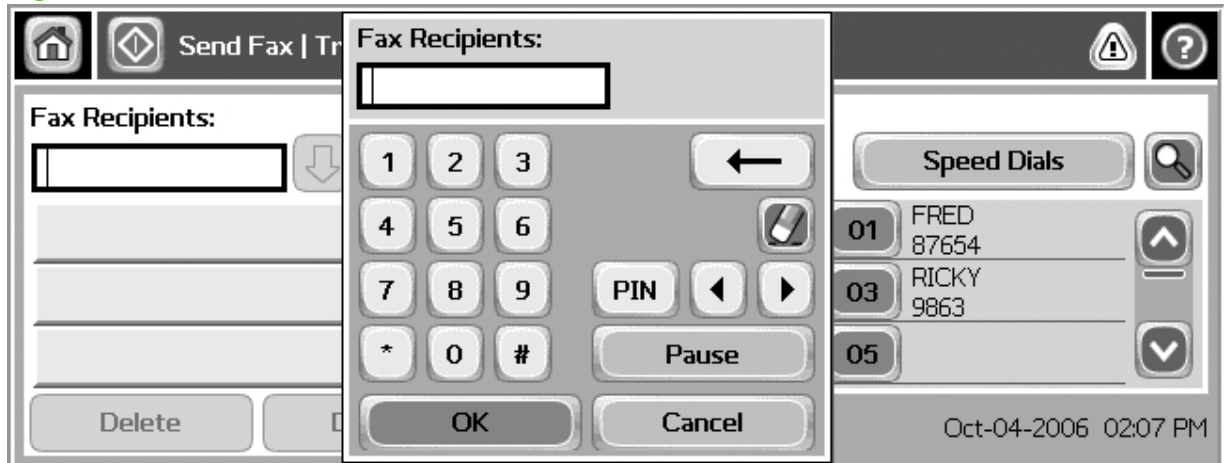 Send Fax | Tr
Fax Recipients:
Fax Recipients:
1 2 3
4 5 6
7 8 9
* 0 #
PIN
Pause
OK
Cancel
Speed Dials
01 FRED
87654
03 RICKY
9863
05
Delete
Oct-04-2006 02:07 PM